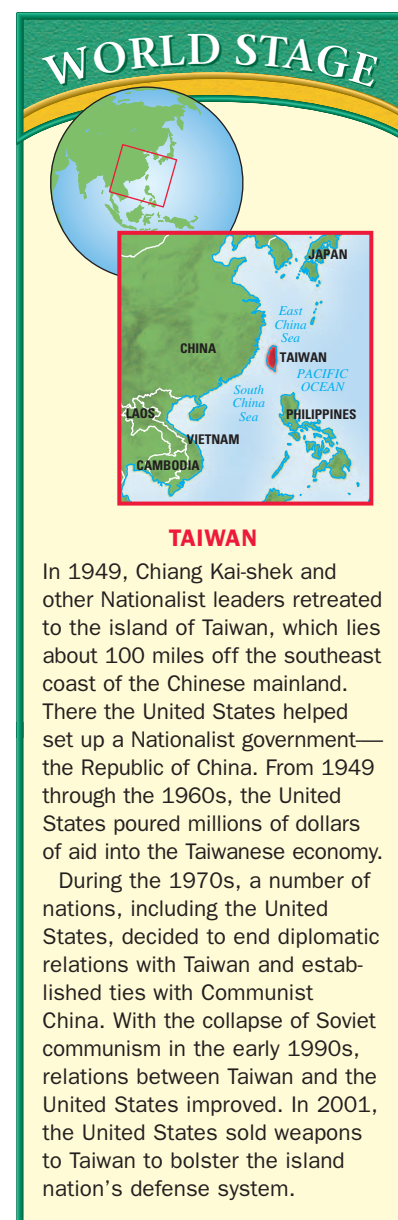 WORLD STAGE
JAPAN
East
China
Sea
CHINA
TAIWAN
PACIFIC
OCEAN
South
China
Sea
LAOS
PHILIPPINES
VIETNAM
CAMBODIA
TAIWAN
In 1949, Chiang Kai-shek and
other Nationalist leaders retreated
to the island of Taiwan, which lies
about 100 miles off the southeast
coast of the Chinese mainland.
There the United States helped
set up a Nationalist government—
the Republic of China. From 1949
through the 1960s, the United
States poured millions of dollars
of aid into the Taiwanese economy.
During the 1970s, a number of
nations, including the United
States, decided to end diplomatic
relations with Taiwan and estab-
lished ties with Communist
China. With the collapse of Soviet
communism in the early 1990s,
relations between Taiwan and the
United States improved. In 2001,
the United States sold weapons
to Taiwan to bolster the island
nation's defense system.